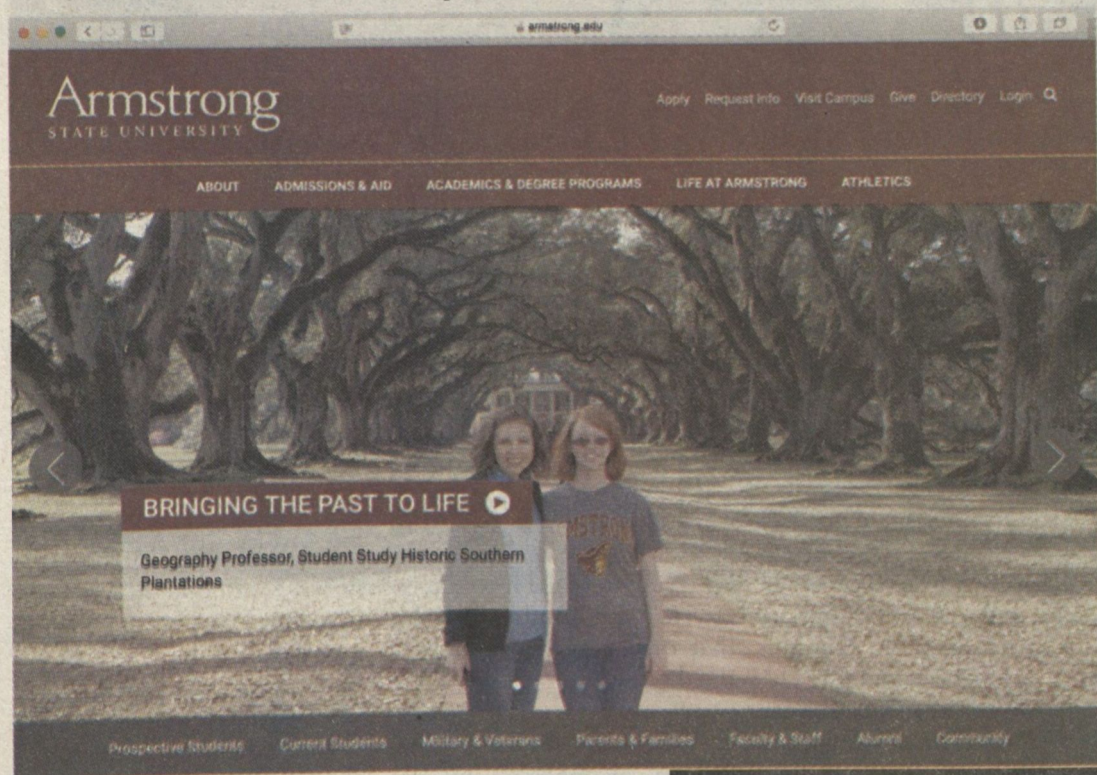 armstrong.edu
Armstrong
STATE UNIVERSITY
Apply Request Info Visit Campus Give Directory Login
ABOUT ADMISSIONS & AID ACADEMICS & DEGREE PROGRAMS LIFE AT ARMSTRONG ATHLETICS
BRINGING THE PAST TO LIFE
Geography Professor, Student Study Historic Southern
Plantations
Prospective Students Current Students Military & Veterans Parents & Families Faculty & Staff Alumni Community